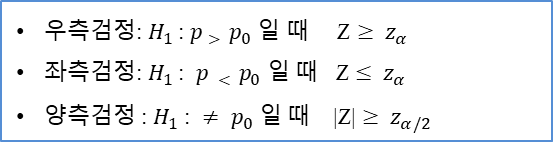 • 우측검정: H₁ : p > p₀ 일 때 Z ≥ z_α
• 좌측검정: H₁ : p < p₀ 일 때 Z ≤ z_α
• 양측검정 : H₁ : ≠ p₀ 일 때 |Z| ≥ z_α/2